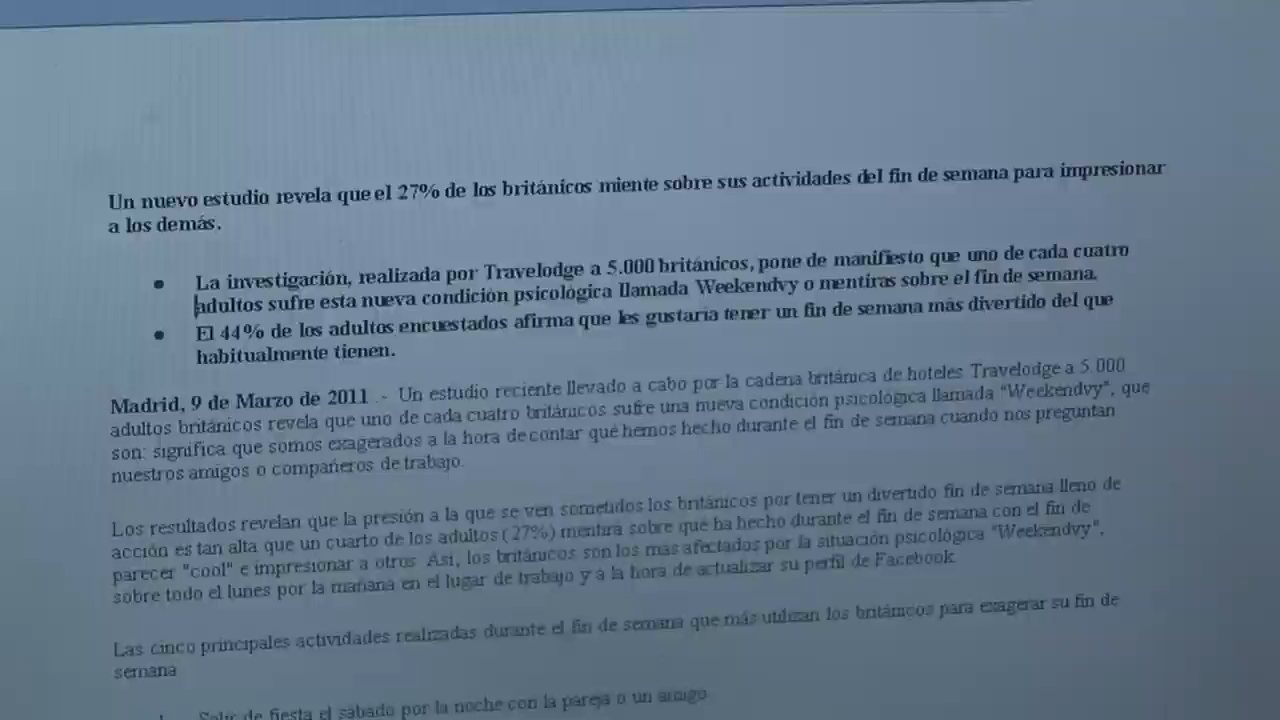 Un nuevo estudio revela que el 27% de los británicos miente sobre sus actividades del fin de semana para impresionar
a los demás.
• La investigación, realizada por Travelodge a 5.000 británicos, pone de manifiesto que uno de cada cuatro
adultos sufre esta nueva condición psicológica llamada Weekendvy o mentiras sobre el fin de semana.
• El 44% de los adultos encuestados afirma que les gustaría tener un fin de semana más divertido del que
habitualmente tienen.
Madrid, 9 de Marzo de 2011 .- Un estudio reciente llevado a cabo por la cadena británica de hoteles Travelodge a 5.000
adultos británicos revela que uno de cada cuatro británicos sufre una nueva condición psicológica llamada "Weekendvy", que
son: significa que somos exagerados a la hora de contar qué hemos hecho durante el fin de semana cuando nos preguntan
nuestros amigos o compañeros de trabajo.
Los resultados revelan que la presión a la que se ven sometidos los británicos por tener un divertido fin de semana lleno de
acción es tan alta que un cuarto de los adultos (27%) mentirá sobre qué ha hecho durante el fin de semana con el fin de
parecer "cool" e impresionar a otros. Así, los británicos son los más afectados por la situación psicológica "Weekendvy",
sobre todo el lunes por la mañana en el lugar de trabajo y a la hora de actualizar su perfil de Facebook.
Las cinco principales actividades realizadas durante el fin de semana que más utilizan los británicos para exagerar su fin de
semana
Salir de fiesta el sábado por la noche con la pareja o un amigo